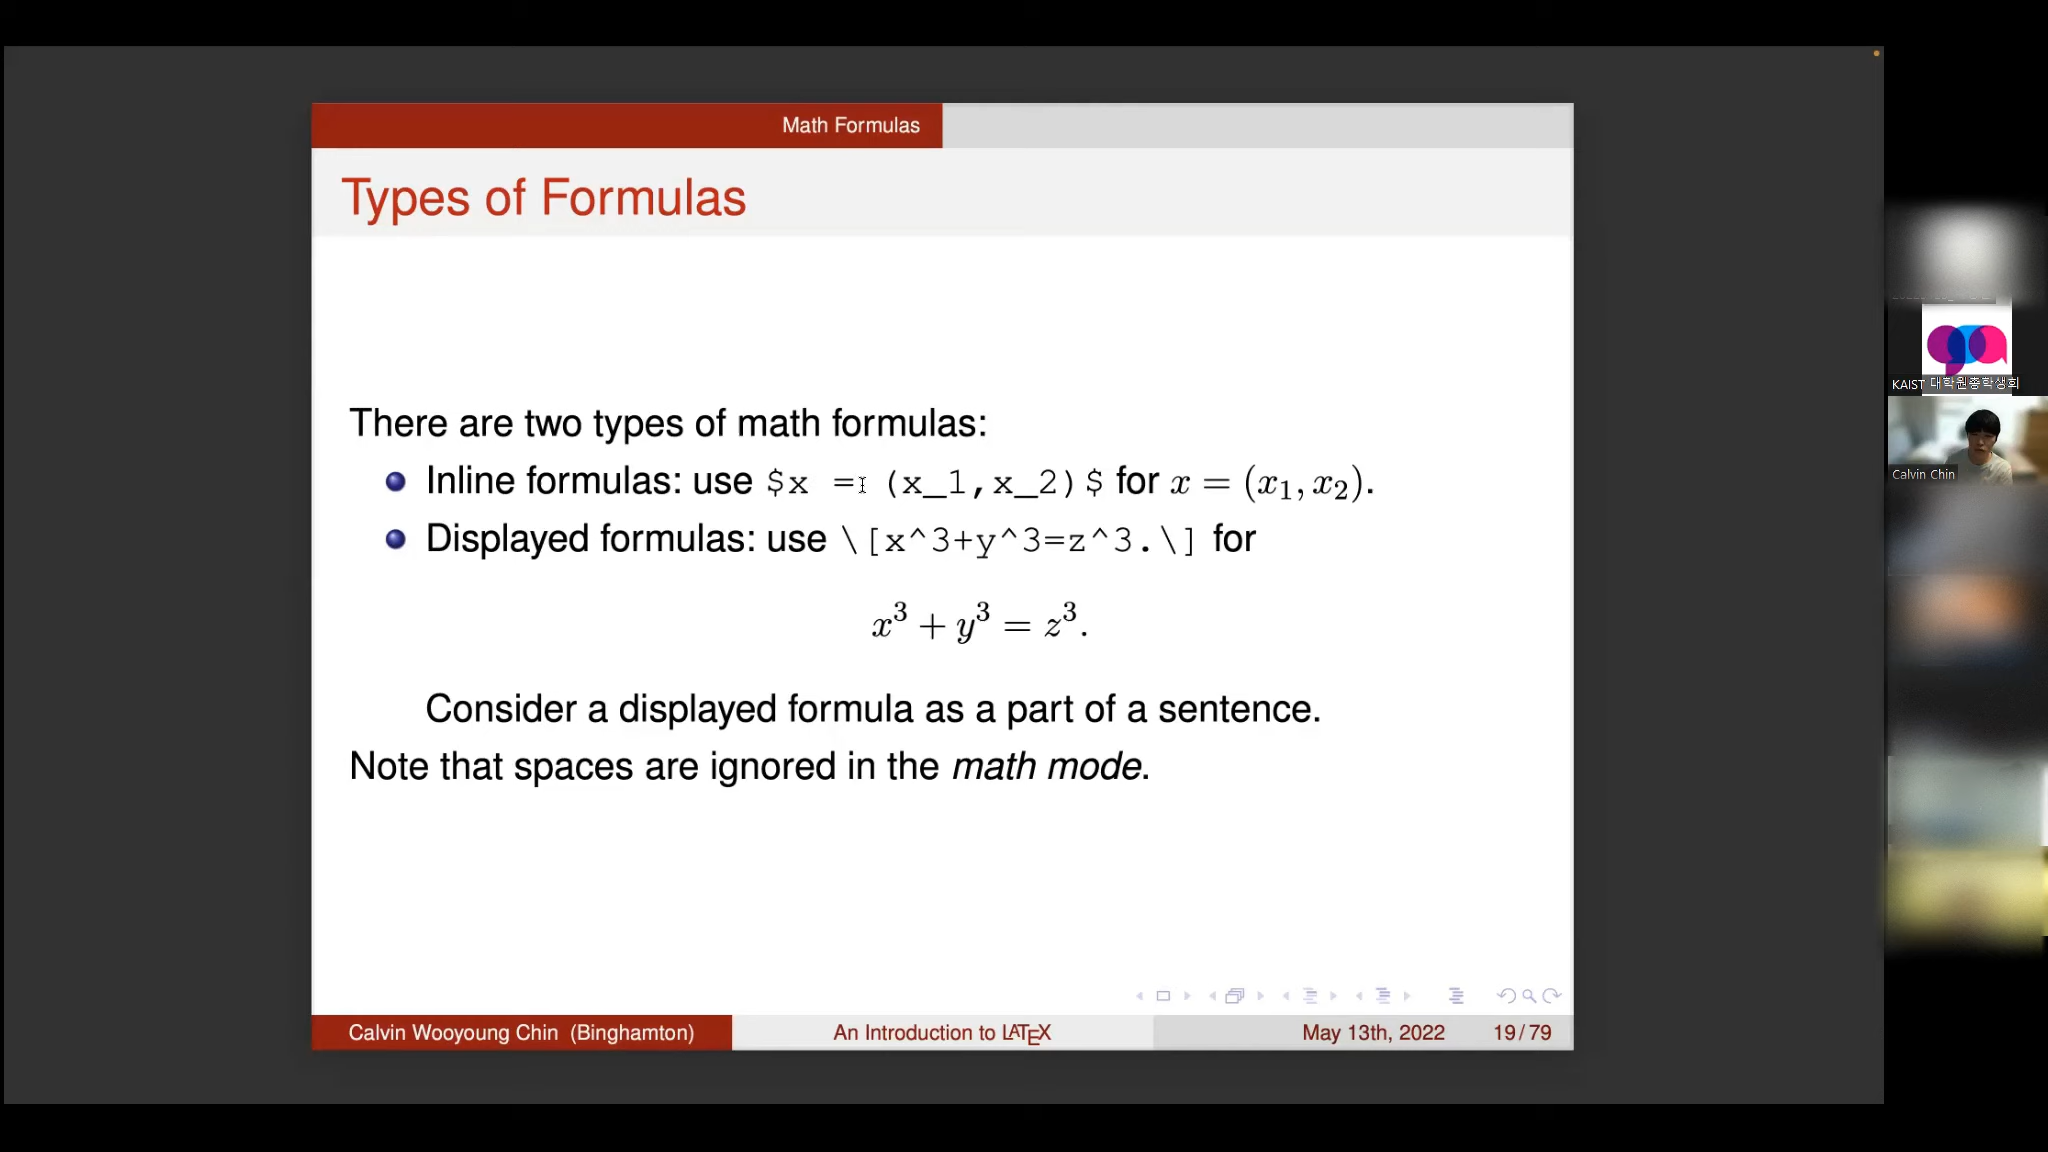 Math Formulas
Types of Formulas
There are two types of math formulas:
Inline formulas: use $x = (x_1,x_2)$ for x = (x₁, x₂).
Displayed formulas: use \[x^3+y^3=z^3.\] for
x³ + y³ = z³.
Consider a displayed formula as a part of a sentence.
Note that spaces are ignored in the math mode.
Calvin Wooyoung Chin (Binghamton)
An Introduction to LATEX
May 13th, 2022
19/79
KAIST 대학원총학생회
Calvin Chin